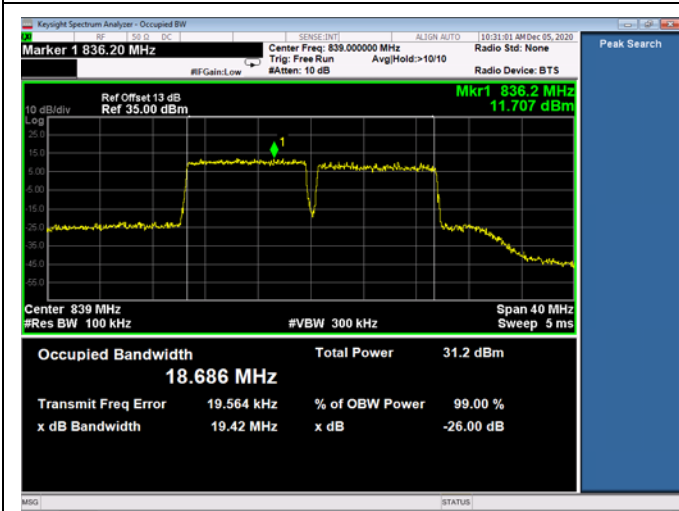 Keysight Spectrum Analyzer - Occupied BW
RF 50 Ω DC SENSE:INT ALIGN AUTO 10:31:01 AM Dec 05, 2020
Marker 1 836.20 MHz Center Freq: 839.000000 MHz Radio Std: None Peak Search
Trig: Free Run Avg|Hold:>10/10
#IFGain:Low #Atten: 10 dB Radio Device: BTS
Ref Offset 13 dB Mkr1 836.2 MHz
10 dB/div Ref 35.00 dBm 11.707 dBm
Log
25.0
1
15.0
5.00
-5.00
-15.0
-25.0
-35.0
-45.0
-55.0
Center 839 MHz Span 40 MHz
#Res BW 100 kHz #VBW 300 kHz Sweep 5 ms
Occupied Bandwidth Total Power 31.2 dBm
18.686 MHz
Transmit Freq Error 19.564 kHz % of OBW Power 99.00 %
x dB Bandwidth 19.42 MHz x dB -26.00 dB
MSG STATUS